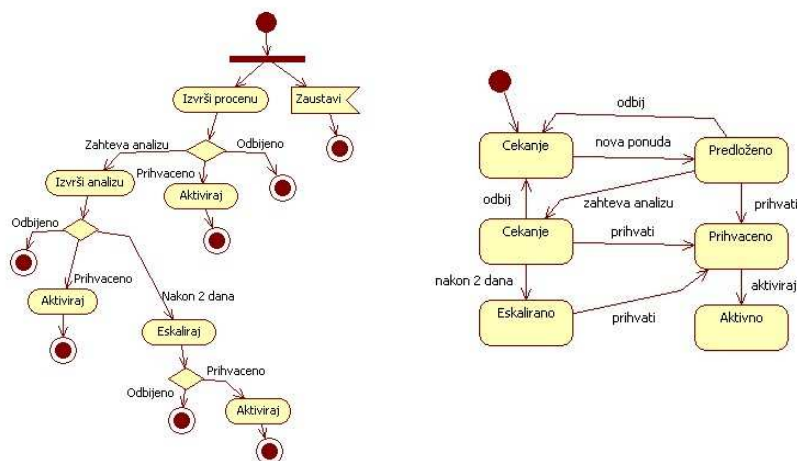 Izvrši procenu
Zaustavi
Zahteva analizu
Odbijeno
Prihvaceno
Izvrši analizu
Aktiviraj
Odbijeno
Prihvaceno
Aktiviraj
Nakon 2 dana
Eskaliraj
Prihvaceno
Odbijeno
Aktiviraj
odbij
Cekanje
nova ponuda
Predloženo
odbij
zahteva analizu
prihvati
Cekanje
prihvati
Prihvaceno
nakon 2 dana
aktiviraj
Eskalirano
prihvati
Aktivno